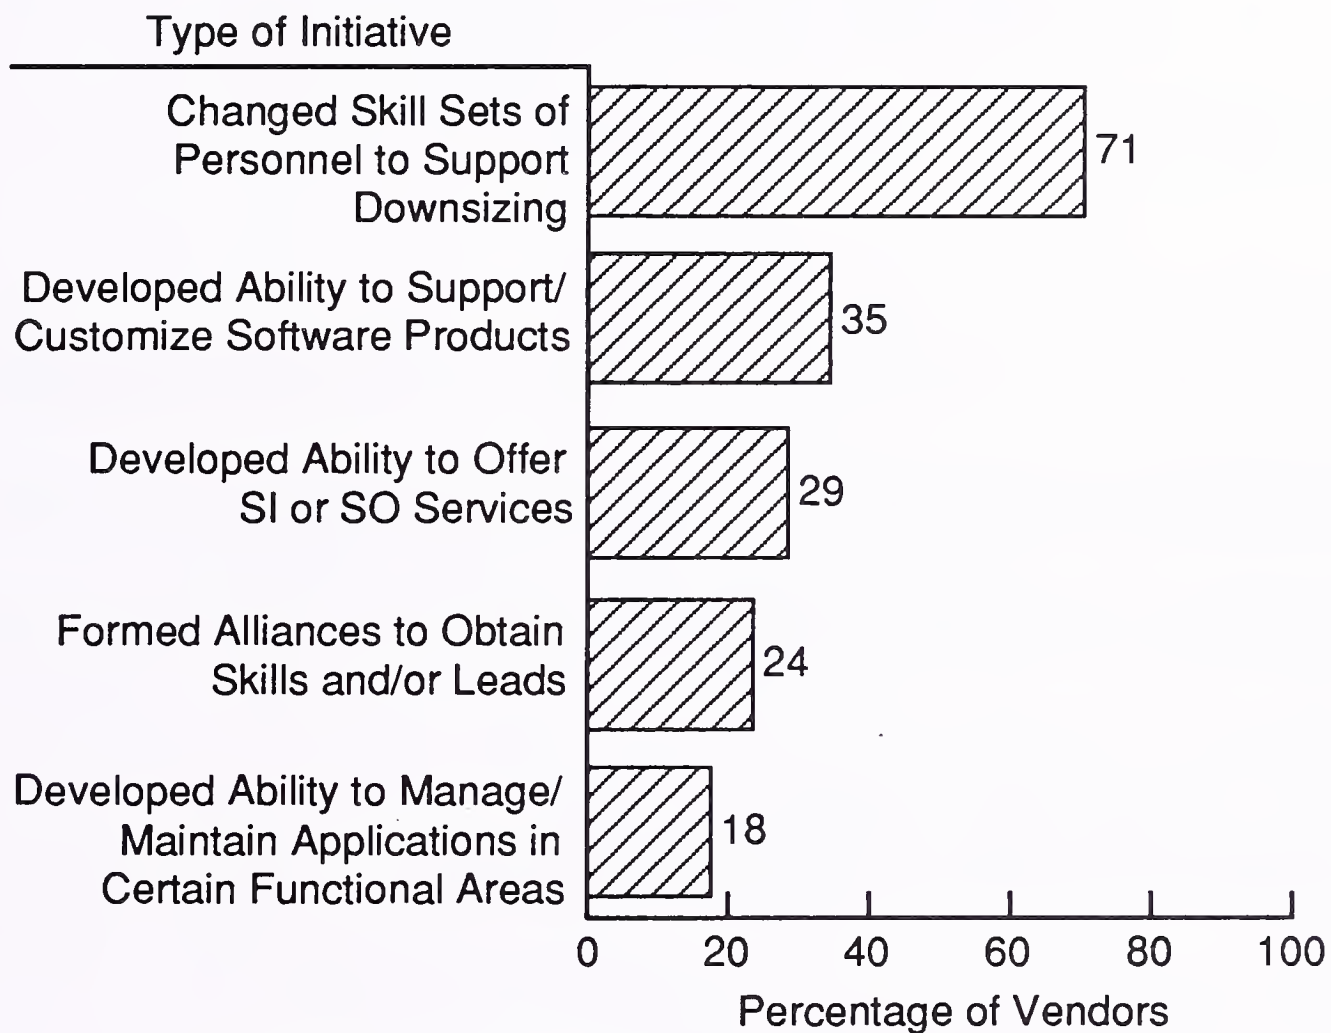 Type of Initiative
Changed Skill Sets of
Personnel to Support
Downsizing
71
Developed Ability to Support/
Customize Software Products
35
Developed Ability to Offer
SI or SO Services
29
Formed Alliances to Obtain
Skills and/or Leads
24
Developed Ability to Manage/
Maintain Applications in
Certain Functional Areas
18
0 20 40 60 80 100
Percentage of Vendors